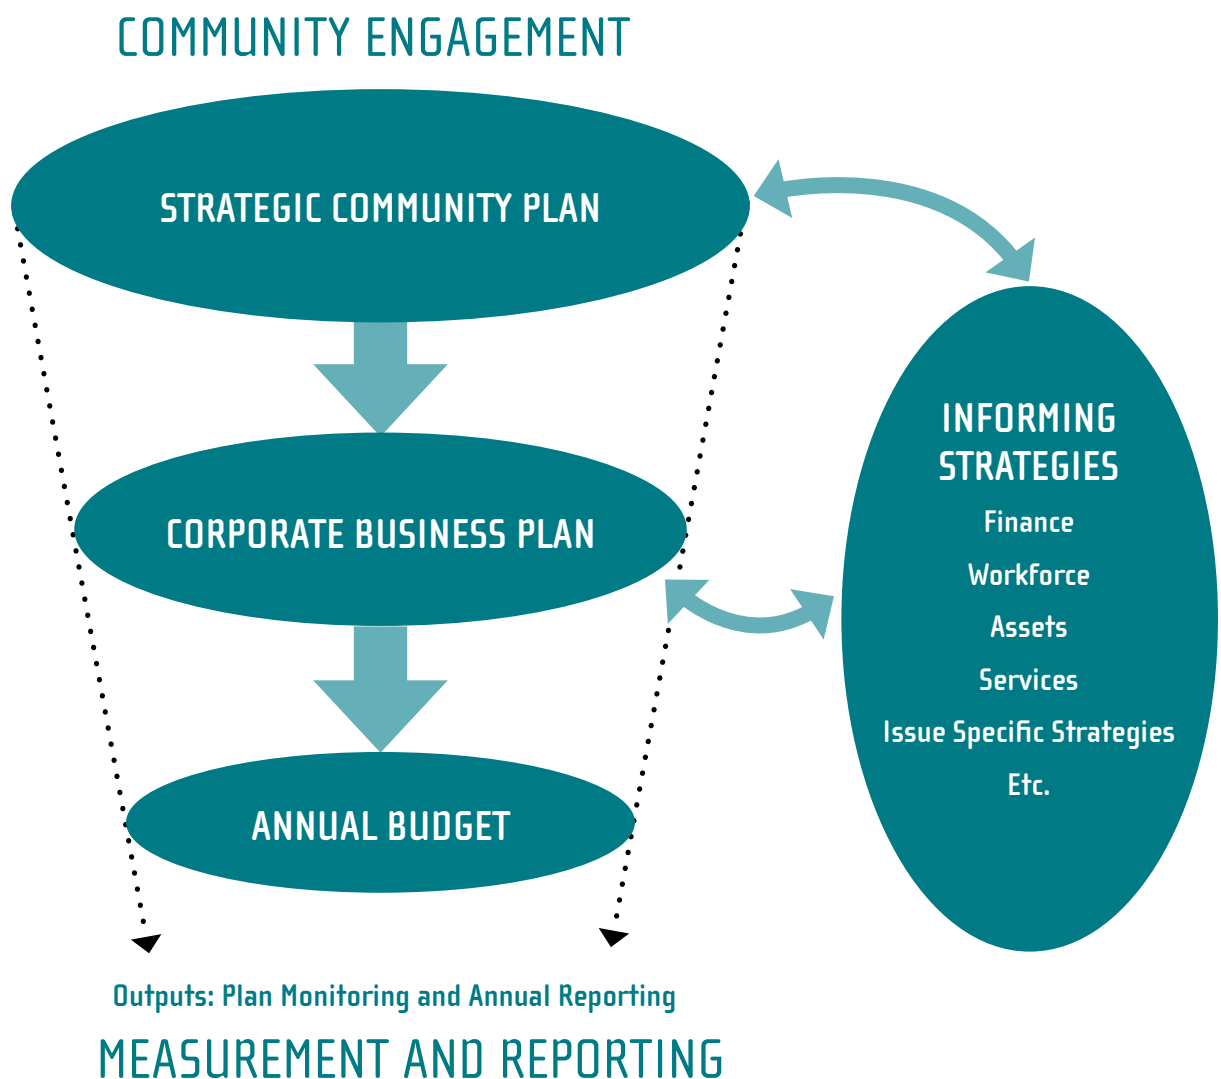 COMMUNITY ENGAGEMENT
STRATEGIC COMMUNITY PLAN
CORPORATE BUSINESS PLAN
ANNUAL BUDGET
INFORMING
STRATEGIES
Finance
Workforce
Assets
Services
Issue Specific Strategies
Etc.
Outputs: Plan Monitoring and Annual Reporting
MEASUREMENT AND REPORTING